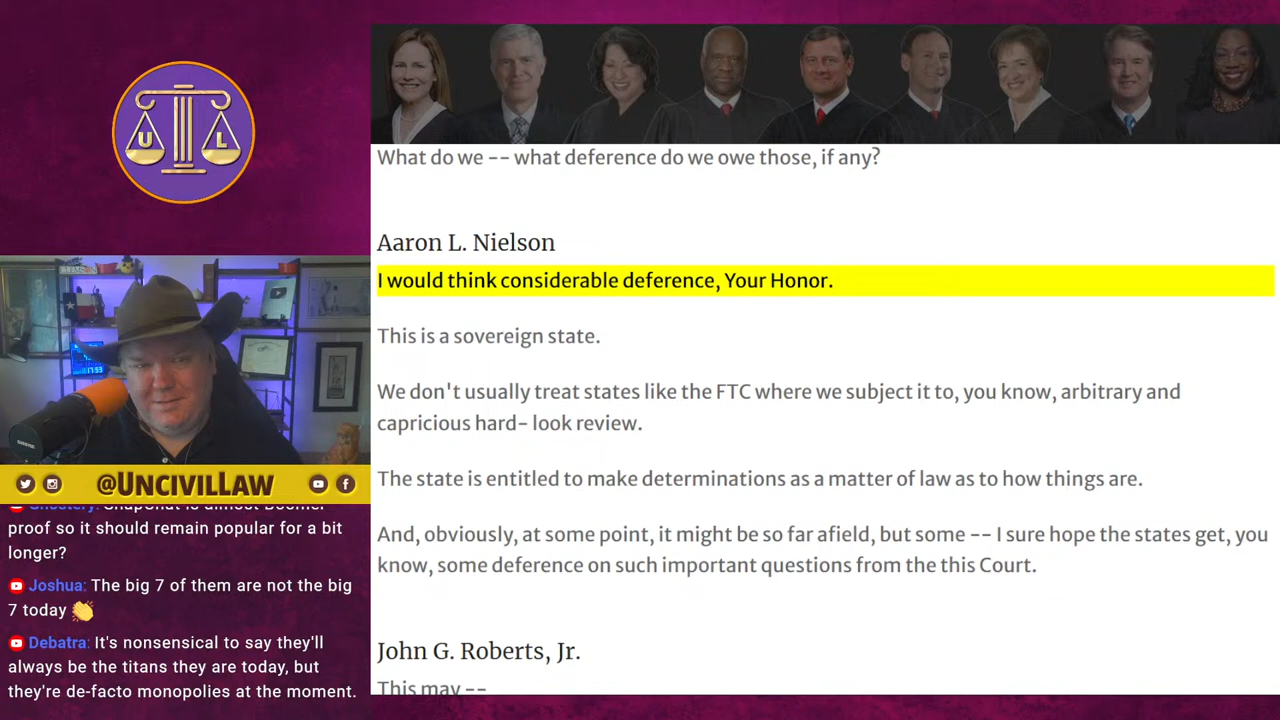 U L
What do we -- what deference do we owe those, if any?
Aaron L. Nielson
I would think considerable deference, Your Honor.
This is a sovereign state.
We don't usually treat states like the FTC where we subject it to, you know, arbitrary and
capricious hard- look review.
The state is entitled to make determinations as a matter of law as to how things are.
And, obviously, at some point, it might be so far afield, but some -- I sure hope the states get, you
know, some deference on such important questions from the this Court.
John G. Roberts, Jr.
This may --
@UncivilLaw
proof so it should remain popular for a bit
longer?
Joshua: The big 7 of them are not the big
7 today 👏
Debatra: It's nonsensical to say they'll
always be the titans they are today, but
they're de-facto monopolies at the moment.